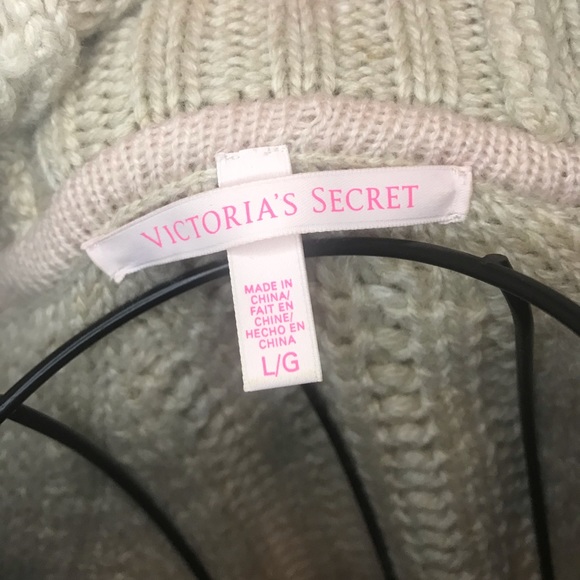 VICTORIA'S SECRET
MADE IN
CHINA/
FAIT EN
CHINE/
HECHO EN
CHINA
L/G